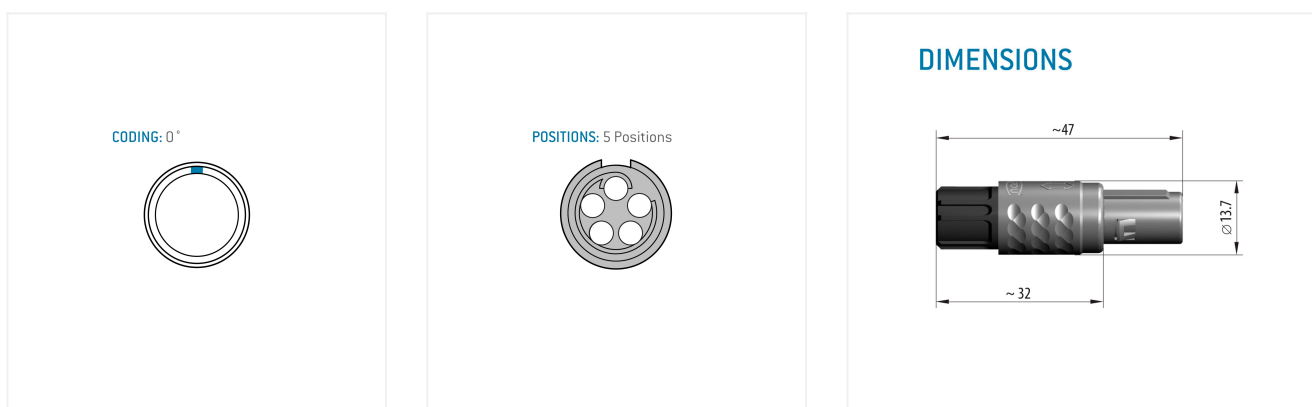 CODING: 0°
POSITIONS: 5 Positions
DIMENSIONS
~47
⌀ 13.7
~ 32